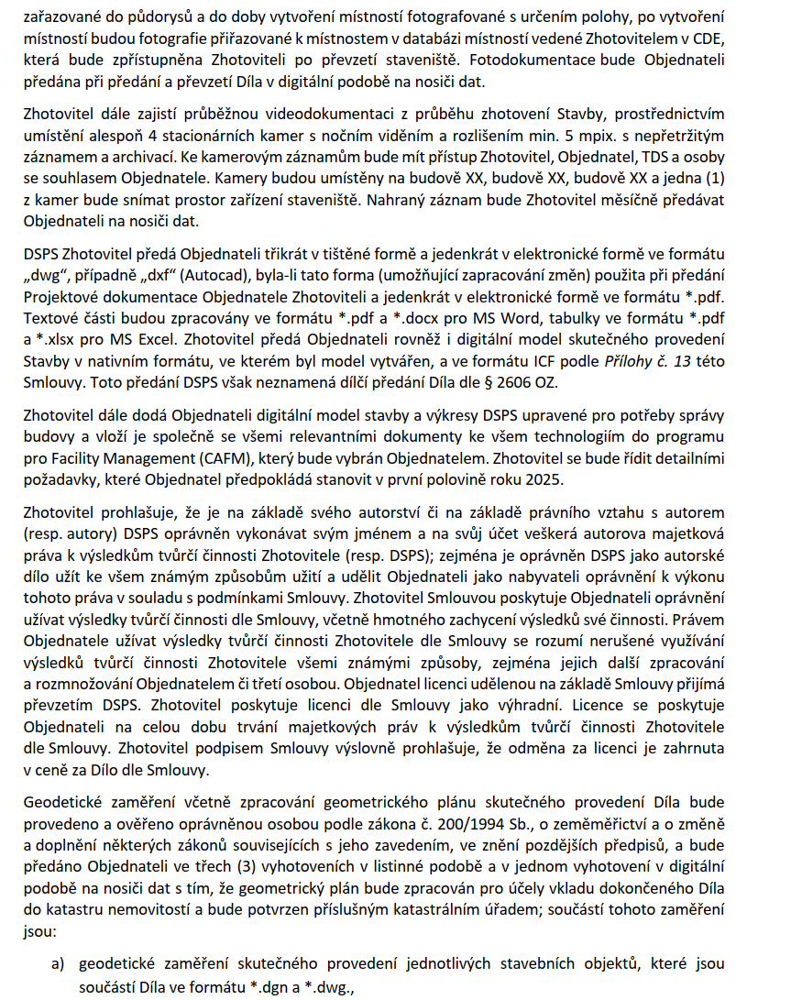 zařazované do půdorysů a do doby vytvoření místností fotografované s určením polohy, po vytvoření
místností budou fotografie přiřazované k místnostem v databázi místností vedené Zhotovitelem v CDE,
která bude zpřístupněna Zhotoviteli po převzetí staveniště. Fotodokumentace bude Objednateli
předána při předání a převzetí Díla v digitální podobě na nosiči dat.
Zhotovitel dále zajistí průběžnou videodokumentaci z průběhu zhotovení Stavby, prostřednictvím
umístění alespoň 4 stacionárních kamer s nočním viděním a rozlišením min. 5 mpix. s nepřetržitým
záznamem a archivací. Ke kamerovým záznamům bude mít přístup Zhotovitel, Objednatel, TDS a osoby
se souhlasem Objednatele. Kamery budou umístěny na budově XX, budově XX, budově XX a jedna (1)
z kamer bude snímat prostor zařízení staveniště. Nahraný záznam bude Zhotovitel měsíčně předávat
Objednateli na nosiči dat.
DSPS Zhotovitel předá Objednateli třikrát v tištěné formě a jedenkrát v elektronické formě ve formátu
„dwg“, případně „dxf“ (Autocad), byla-li tato forma (umožňující zapracování změn) použita při předání
Projektové dokumentace Objednatele Zhotoviteli a jedenkrát v elektronické formě ve formátu *.pdf.
Textové části budou zpracovány ve formátu *.pdf a *.docx pro MS Word, tabulky ve formátu *.pdf
a *.xlsx pro MS Excel. Zhotovitel předá Objednateli rovněž i digitální model skutečného provedení
Stavby v nativním formátu, ve kterém byl model vytvářen, a ve formátu ICF podle Přílohy č. 13 této
Smlouvy. Toto předání DSPS však neznamená dílčí předání Díla dle § 2606 OZ.
Zhotovitel dále dodá Objednateli digitální model stavby a výkresy DSPS upravené pro potřeby správy
budovy a vloží je společně se všemi relevantními dokumenty ke všem technologiím do programu
pro Facility Management (CAFM), který bude vybrán Objednatelem. Zhotovitel se bude řídit detailními
požadavky, které Objednatel předpokládá stanovit v první polovině roku 2025.
Zhotovitel prohlašuje, že je na základě svého autorství či na základě právního vztahu s autorem
(resp. autory) DSPS oprávněn vykonávat svým jménem a na svůj účet veškerá autorova majetková
práva k výsledkům tvůrčí činnosti Zhotovitele (resp. DSPS); zejména je oprávněn DSPS jako autorské
dílo užít ke všem známým způsobům užití a udělit Objednateli jako nabyvateli oprávnění k výkonu
tohoto práva v souladu s podmínkami Smlouvy. Zhotovitel Smlouvou poskytuje Objednateli oprávnění
užívat výsledky tvůrčí činnosti dle Smlouvy, včetně hmotného zachycení výsledků své činnosti. Právem
Objednatele užívat výsledky tvůrčí činnosti Zhotovitele dle Smlouvy se rozumí nerušené využívání
výsledků tvůrčí činnosti Zhotovitele všemi známými způsoby, zejména jejich další zpracování
a rozmnožování Objednatelem či třetí osobou. Objednatel licenci udělenou na základě Smlouvy přijímá
převzetím DSPS. Zhotovitel poskytuje licenci dle Smlouvy jako výhradní. Licence se poskytuje
Objednateli na celou dobu trvání majetkových práv k výsledkům tvůrčí činnosti Zhotovitele
dle Smlouvy. Zhotovitel podpisem Smlouvy výslovně prohlašuje, že odměna za licenci je zahrnuta
v ceně za Dílo dle Smlouvy.
Geodetické zaměření včetně zpracování geometrického plánu skutečného provedení Díla bude
provedeno a ověřeno oprávněnou osobou podle zákona č. 200/1994 Sb., o zeměměřictví a o změně
a doplnění některých zákonů souvisejících s jeho zavedením, ve znění pozdějších předpisů, a bude
předáno Objednateli ve třech (3) vyhotoveních v listinné podobě a v jednom vyhotovení v digitální
podobě na nosiči dat s tím, že geometrický plán bude zpracován pro účely vkladu dokončeného Díla
do katastru nemovitostí a bude potvrzen příslušným katastrálním úřadem; součástí tohoto zaměření
jsou:
a) geodetické zaměření skutečného provedení jednotlivých stavebních objektů, které jsou
součástí Díla ve formátu *.dgn a *.dwg.,